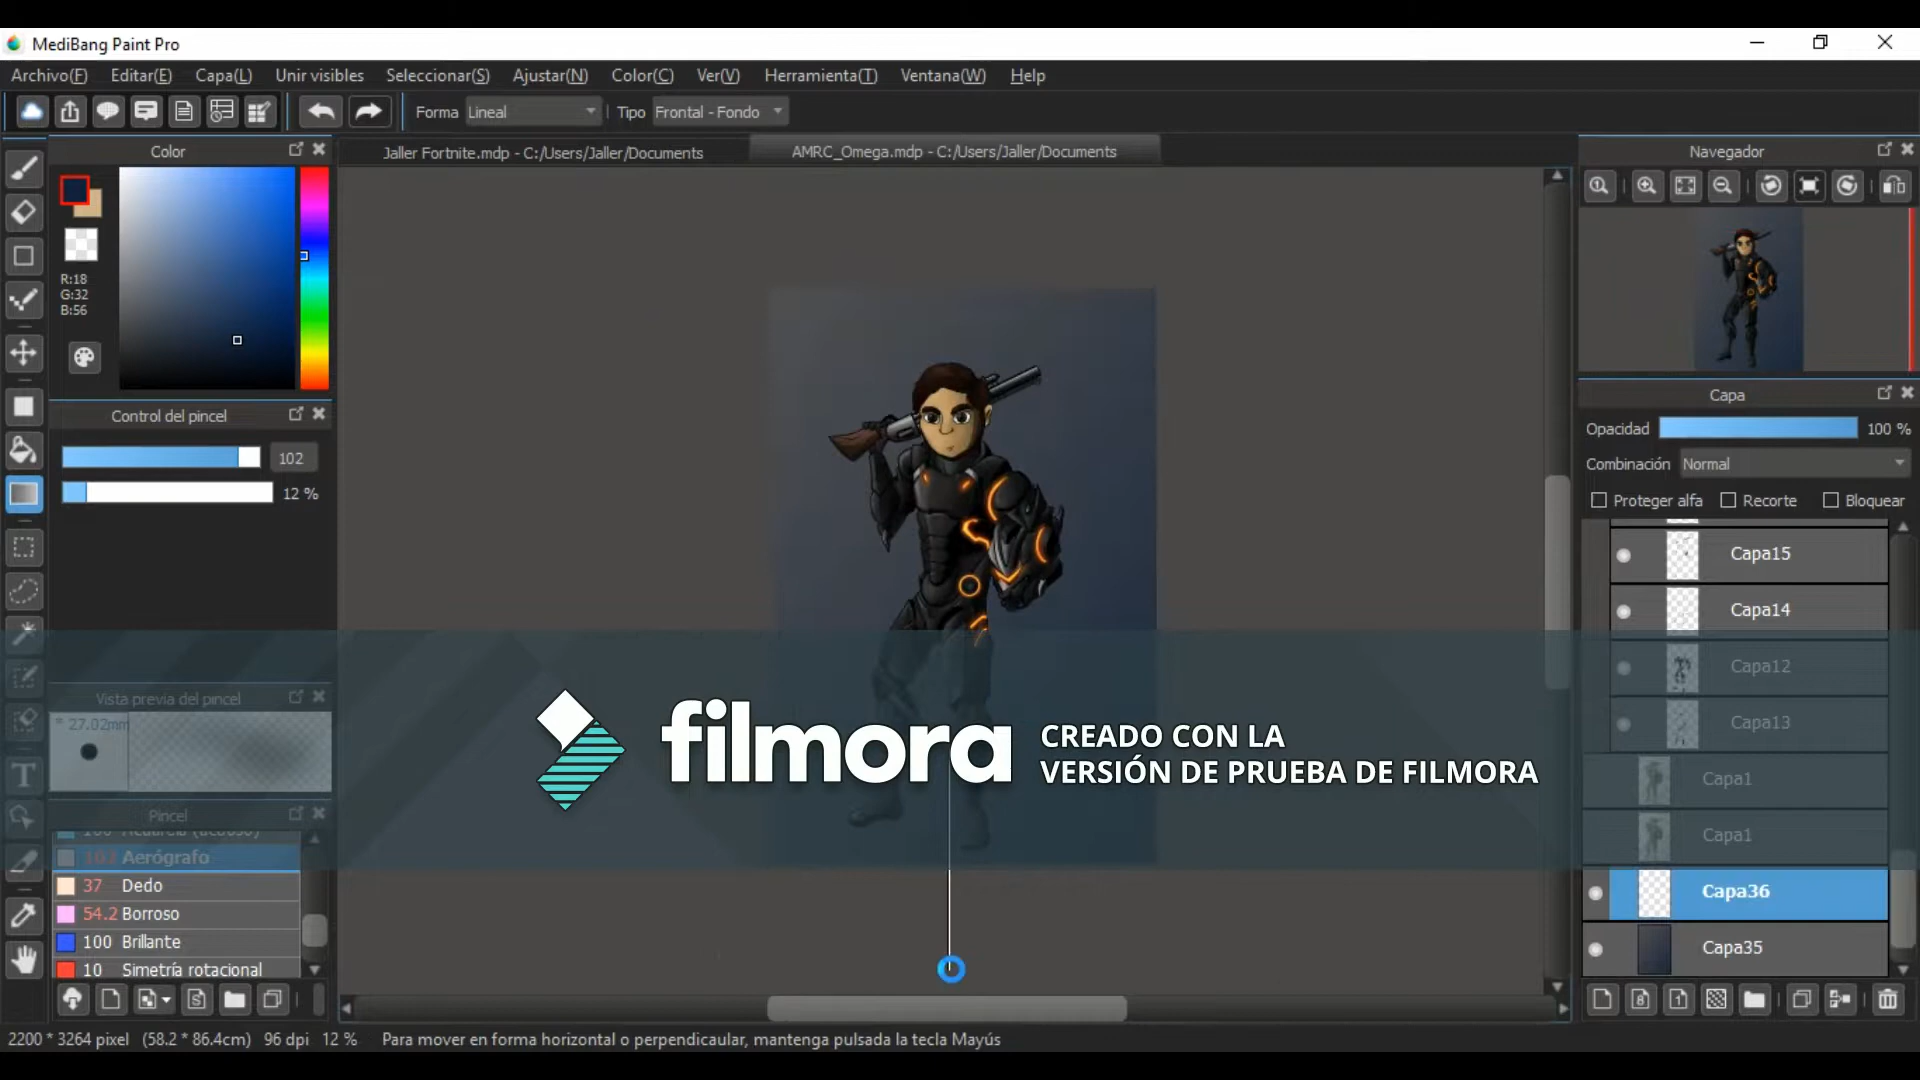 MediBang Paint Pro
Archivo(F) Editar(E) Capa(L) Unir visibles Seleccionar(S) Ajustar(N) Color(C) Ver(V) Herramienta(T) Ventana(W) Help
Forma Lineal Tipo Frontal - Fondo
Color
Jaller Fortnite.mdp - C:/Users/Jaller/Documents
AMRC_Omega.mdp - C:/Users/Jaller/Documents
Navegador
R:18
G:32
B:56
Control del pincel
102
12 %
Capa
Opacidad 100 %
Combinación Normal
Proteger alfa Recorte Bloquear
Capa15
Capa14
Capa12
Capa13
Capa1
Capa1
Capa36
Capa35
Vista previa del pincel
* 27.02mm
filmora
CREADO CON LA
VERSIÓN DE PRUEBA DE FILMORA
Pincel
100 Acuarela (acuoso)
102 Aerógrafo
37 Dedo
54.2 Borroso
100 Brillante
10 Simetría rotacional
2200 * 3264 pixel (58.2 * 86.4cm) 96 dpi 12 % Para mover en forma horizontal o perpendicaular, mantenga pulsada la tecla Mayús